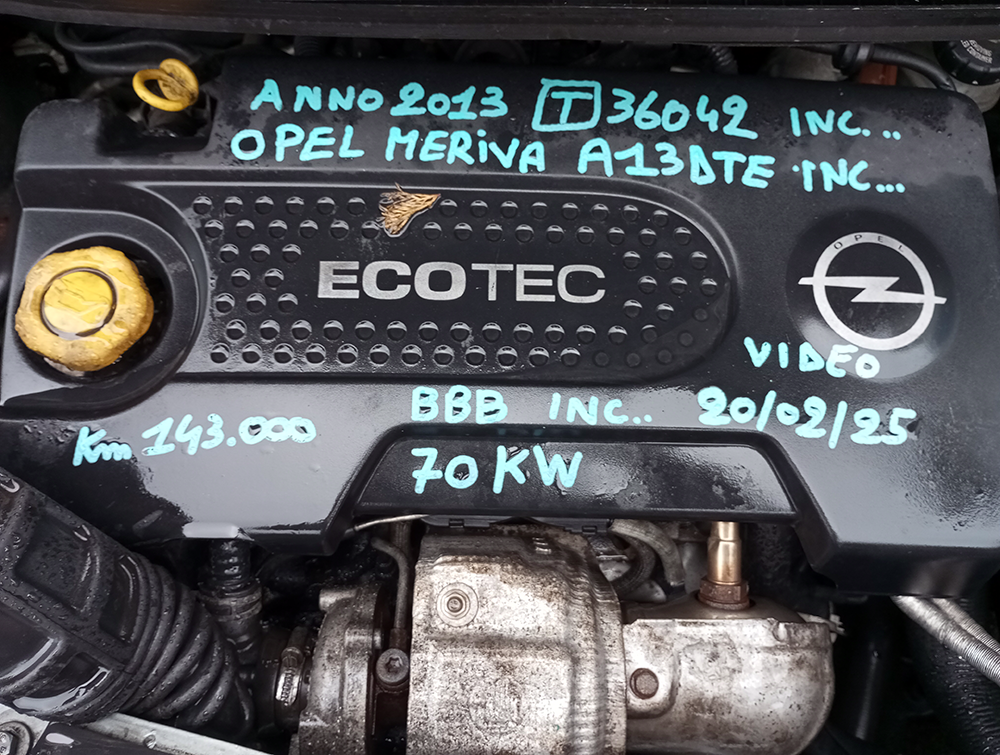 ANNO 2013 T 36042 INC...
OPEL MERIVA A13DTE INC...
ECOTEC
OPEL
VIDEO
BBB INC.. 20/02/25
Km 143.000
70 KW